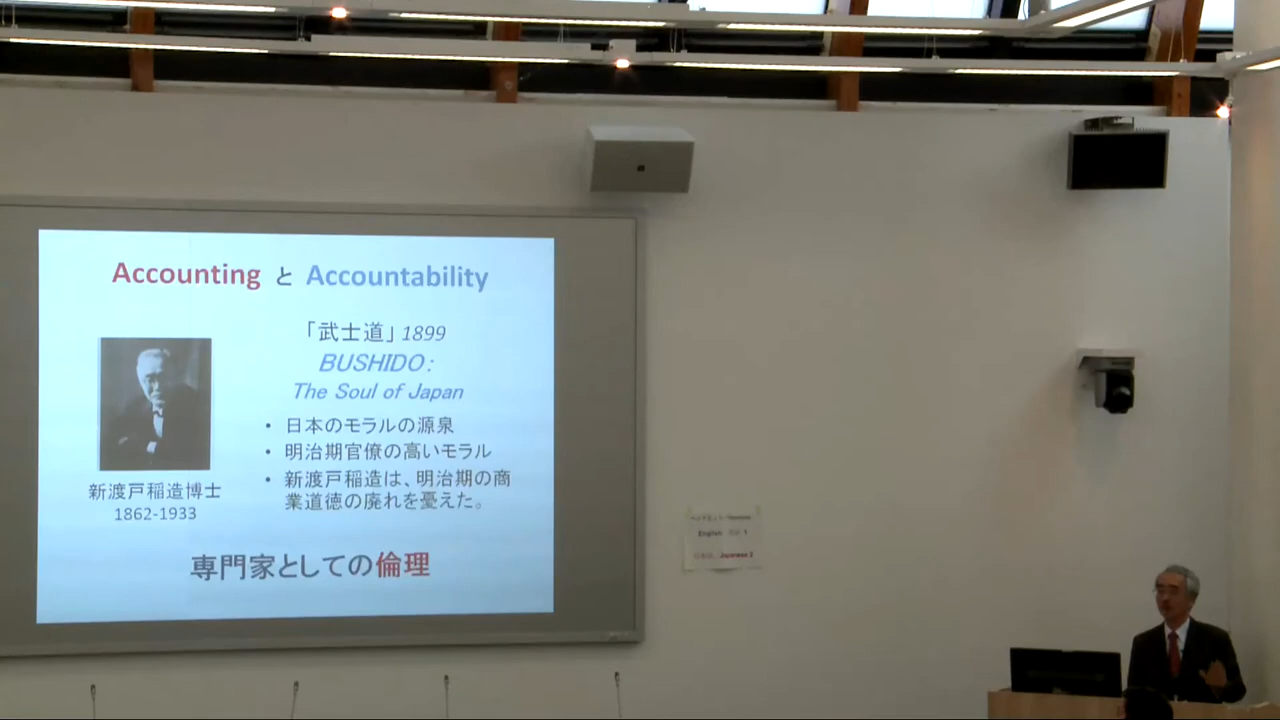 Accounting と Accountability
「武士道」1899
BUSHIDO:
The Soul of Japan
• 日本のモラルの源泉
• 明治期官僚の高いモラル
• 新渡戸稲造は、明治期の商
業道徳の廃れを憂えた。
新渡戸稲造博士
1862-1933
専門家としての倫理
English 1
Japanese 2